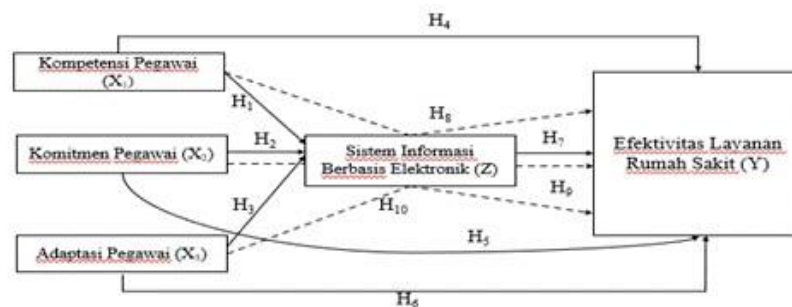 H₄
Kompetensi Pegawai
(X₁)
H₁
H₈
Komitmen Pegawai (X₂)
H₂
Sistem Informasi
Berbasis Elektronik (Z)
H₇
Efektivitas Layanan
Rumah Sakit (Y)
H₃
H₉
H₁₀
Adaptasi Pegawai (X₃)
H₅
H₆